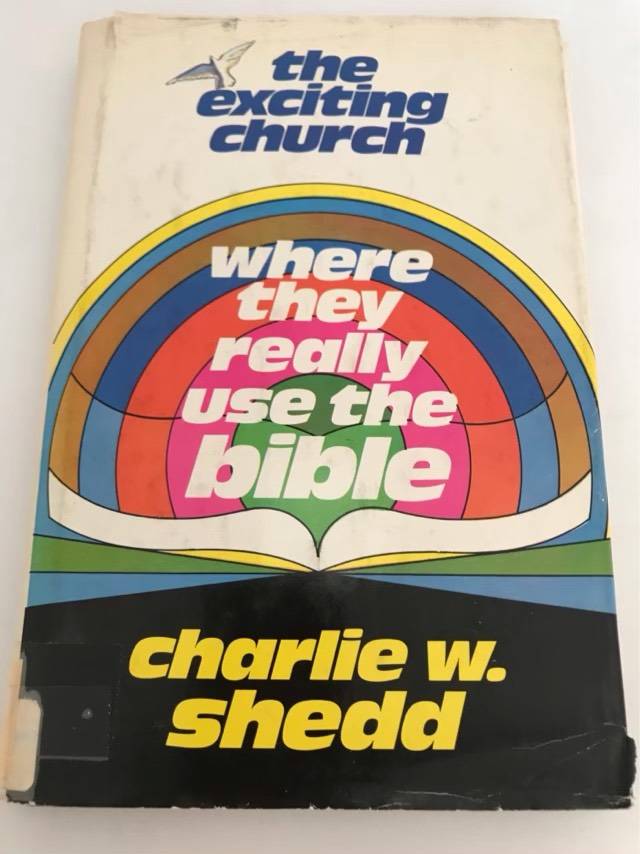 the
exciting
church
where
they
really
use the
bible
charlie w.
shedd